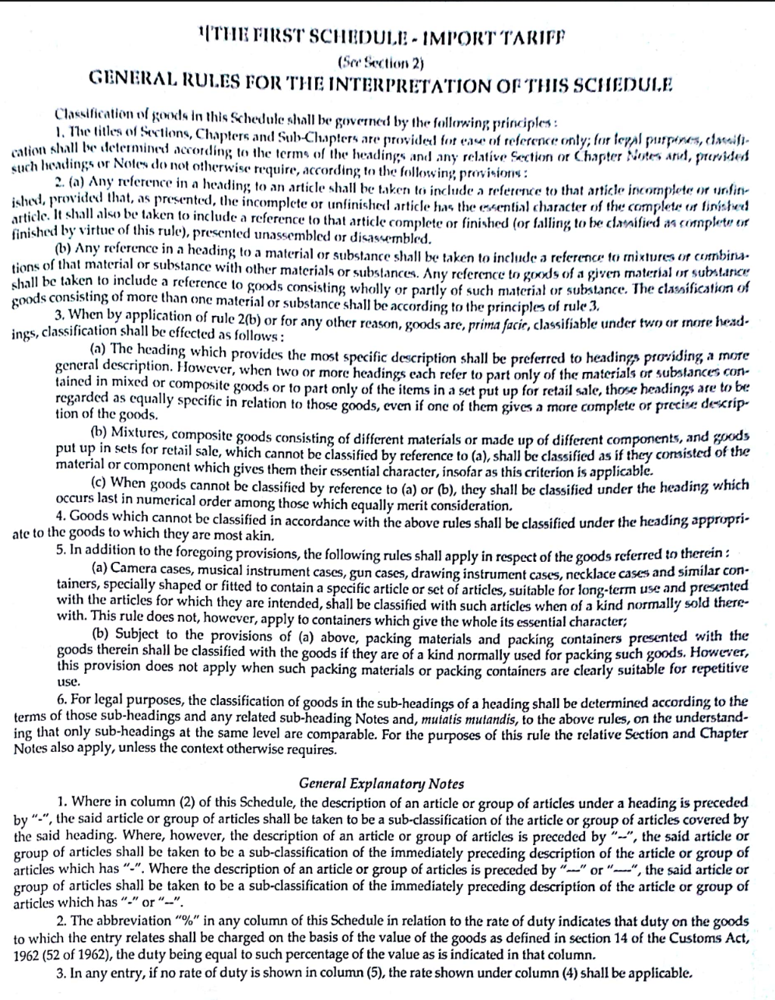 ¹[THE FIRST SCHEDULE - IMPORT TARIFF
(See Section 2)
GENERAL RULES FOR THE INTERPRETATION OF THIS SCHEDULE
Classification of goods in this Schedule shall be governed by the following principles :
1. The titles of Sections, Chapters and Sub-Chapters are provided for ease of reference only; for legal purposes, classifi-
cation shall be determined according to the terms of the headings and any relative Section or Chapter Notes and, provided
such headings or Notes do not otherwise require, according to the following provisions :
2. (a) Any reference in a heading to an article shall be taken to include a reference to that article incomplete or unfin-
ished, provided that, as presented, the incomplete or unfinished article has the essential character of the complete or finished
article. It shall also be taken to include a reference to that article complete or finished (or falling to be classified as complete or
finished by virtue of this rule), presented unassembled or disassembled.
(b) Any reference in a heading to a material or substance shall be taken to include a reference to mixtures or combina-
tions of that material or substance with other materials or substances. Any reference to goods of a given material or substance
shall be taken to include a reference to goods consisting wholly or partly of such material or substance. The classification of
goods consisting of more than one material or substance shall be according to the principles of rule 3.
3. When by application of rule 2(b) or for any other reason, goods are, prima facie, classifiable under two or more head-
ings, classification shall be effected as follows :
(a) The heading which provides the most specific description shall be preferred to headings providing a more
general description. However, when two or more headings each refer to part only of the materials or substances con-
tained in mixed or composite goods or to part only of the items in a set put up for retail sale, those headings are to be
regarded as equally specific in relation to those goods, even if one of them gives a more complete or precise descrip-
tion of the goods.
(b) Mixtures, composite goods consisting of different materials or made up of different components, and goods
put up in sets for retail sale, which cannot be classified by reference to (a), shall be classified as if they consisted of the
material or component which gives them their essential character, insofar as this criterion is applicable.
(c) When goods cannot be classified by reference to (a) or (b), they shall be classified under the heading which
occurs last in numerical order among those which equally merit consideration.
4. Goods which cannot be classified in accordance with the above rules shall be classified under the heading appropri-
ate to the goods to which they are most akin.
5. In addition to the foregoing provisions, the following rules shall apply in respect of the goods referred to therein :
(a) Camera cases, musical instrument cases, gun cases, drawing instrument cases, necklace cases and similar con-
tainers, specially shaped or fitted to contain a specific article or set of articles, suitable for long-term use and presented
with the articles for which they are intended, shall be classified with such articles when of a kind normally sold there-
with. This rule does not, however, apply to containers which give the whole its essential character;
(b) Subject to the provisions of (a) above, packing materials and packing containers presented with the
goods therein shall be classified with the goods if they are of a kind normally used for packing such goods. However,
this provision does not apply when such packing materials or packing containers are clearly suitable for repetitive
use.
6. For legal purposes, the classification of goods in the sub-headings of a heading shall be determined according to the
terms of those sub-headings and any related sub-heading Notes and, mutatis mutandis, to the above rules, on the understand-
ing that only sub-headings at the same level are comparable. For the purposes of this rule the relative Section and Chapter
Notes also apply, unless the context otherwise requires.
General Explanatory Notes
1. Where in column (2) of this Schedule, the description of an article or group of articles under a heading is preceded
by "-", the said article or group of articles shall be taken to be a sub-classification of the article or group of articles covered by
the said heading. Where, however, the description of an article or group of articles is preceded by "--", the said article or
group of articles shall be taken to be a sub-classification of the immediately preceding description of the article or group of
articles which has "-". Where the description of an article or group of articles is preceded by "---" or "----", the said article or
group of articles shall be taken to be a sub-classification of the immediately preceding description of the article or group of
articles which has "-" or "--".
2. The abbreviation "%" in any column of this Schedule in relation to the rate of duty indicates that duty on the goods
to which the entry relates shall be charged on the basis of the value of the goods as defined in section 14 of the Customs Act,
1962 (52 of 1962), the duty being equal to such percentage of the value as is indicated in that column.
3. In any entry, if no rate of duty is shown in column (5), the rate shown under column (4) shall be applicable.